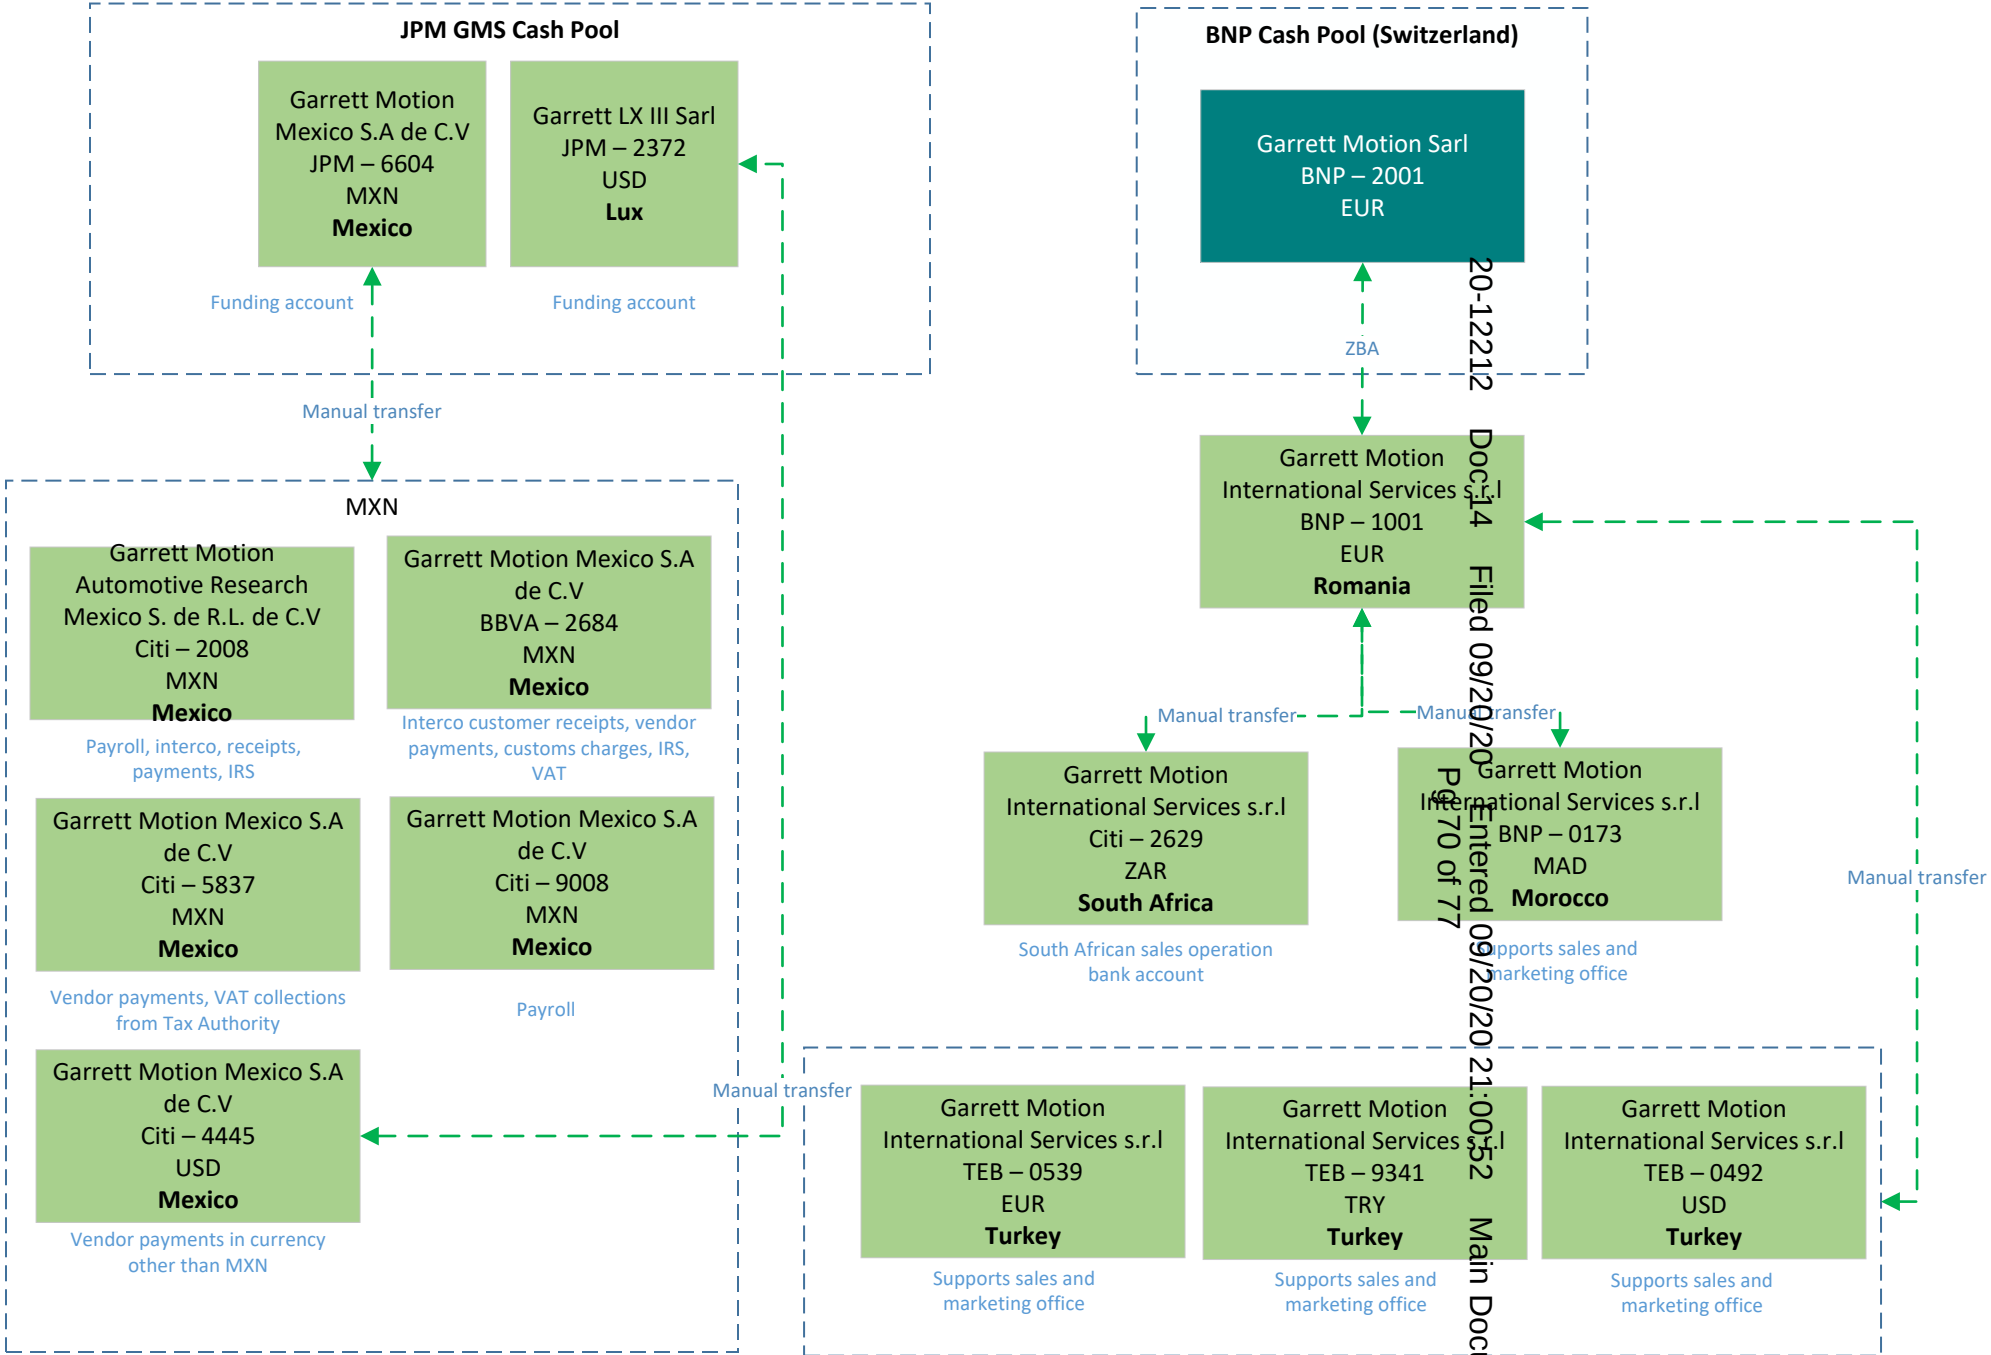 JPM GMS Cash Pool
Garrett Motion
Mexico S.A de C.V
JPM – 6604
MXN
Mexico
Garrett LX III Sarl
JPM – 2372
USD
Lux
Funding account
Funding account
Manual transfer
MXN
Garrett Motion
Automotive Research
Mexico S. de R.L. de C.V
Citi – 2008
MXN
Mexico
Payroll, interco, receipts,
payments, IRS
Garrett Motion Mexico S.A
de C.V
BBVA – 2684
MXN
Mexico
Interco customer receipts, vendor
payments, customs charges, IRS,
VAT
Garrett Motion Mexico S.A
de C.V
Citi – 5837
MXN
Mexico
Vendor payments, VAT collections
from Tax Authority
Garrett Motion Mexico S.A
de C.V
Citi – 9008
MXN
Mexico
Payroll
Garrett Motion Mexico S.A
de C.V
Citi – 4445
USD
Mexico
Vendor payments in currency
other than MXN
Manual transfer
BNP Cash Pool (Switzerland)
Garrett Motion Sarl
BNP – 2001
EUR
ZBA
Garrett Motion
International Services s.r.l
BNP – 1001
EUR
Romania
Manual transfer
Manual transfer
Garrett Motion
International Services s.r.l
Citi – 2629
ZAR
South Africa
South African sales operation
bank account
Garrett Motion
International Services s.r.l
BNP – 0173
MAD
Morocco
Supports sales and
marketing office
Manual transfer
Garrett Motion
International Services s.r.l
TEB – 0539
EUR
Turkey
Supports sales and
marketing office
Garrett Motion
International Services s.r.l
TEB – 9341
TRY
Turkey
Supports sales and
marketing office
Garrett Motion
International Services s.r.l
TEB – 0492
USD
Turkey
Supports sales and
marketing office
20-12212 Doc 14 Filed 09/20/20 Entered 09/20/20 21:00:52 Main
Pg 70 of 77